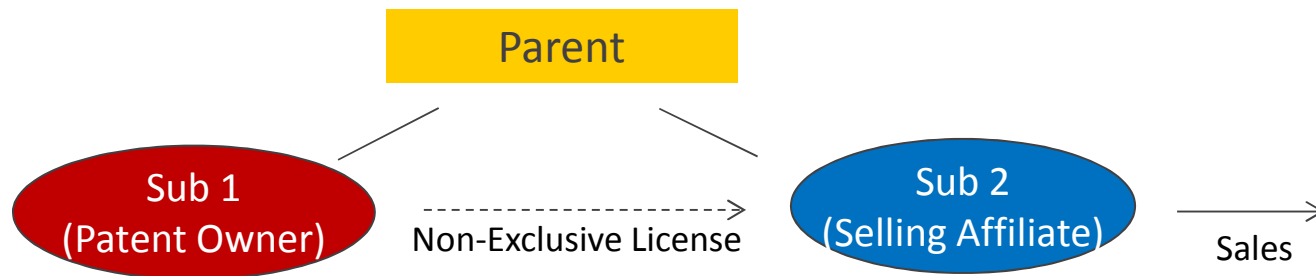 Parent
Sub 1
(Patent Owner)
Non-Exclusive License
Sub 2
(Selling Affiliate)
Sales